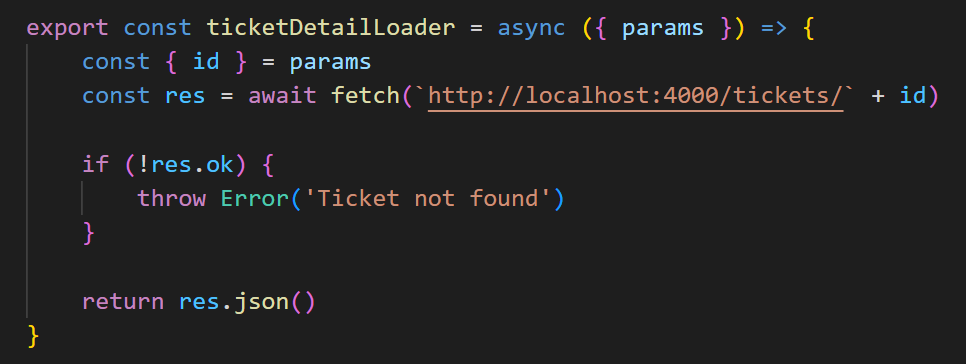 export const ticketDetailLoader = async ({ params }) => {
    const { id } = params
    const res = await fetch(`http://localhost:4000/tickets/` + id)
    if (!res.ok) {
        throw Error('Ticket not found')
    }
    return res.json()
}